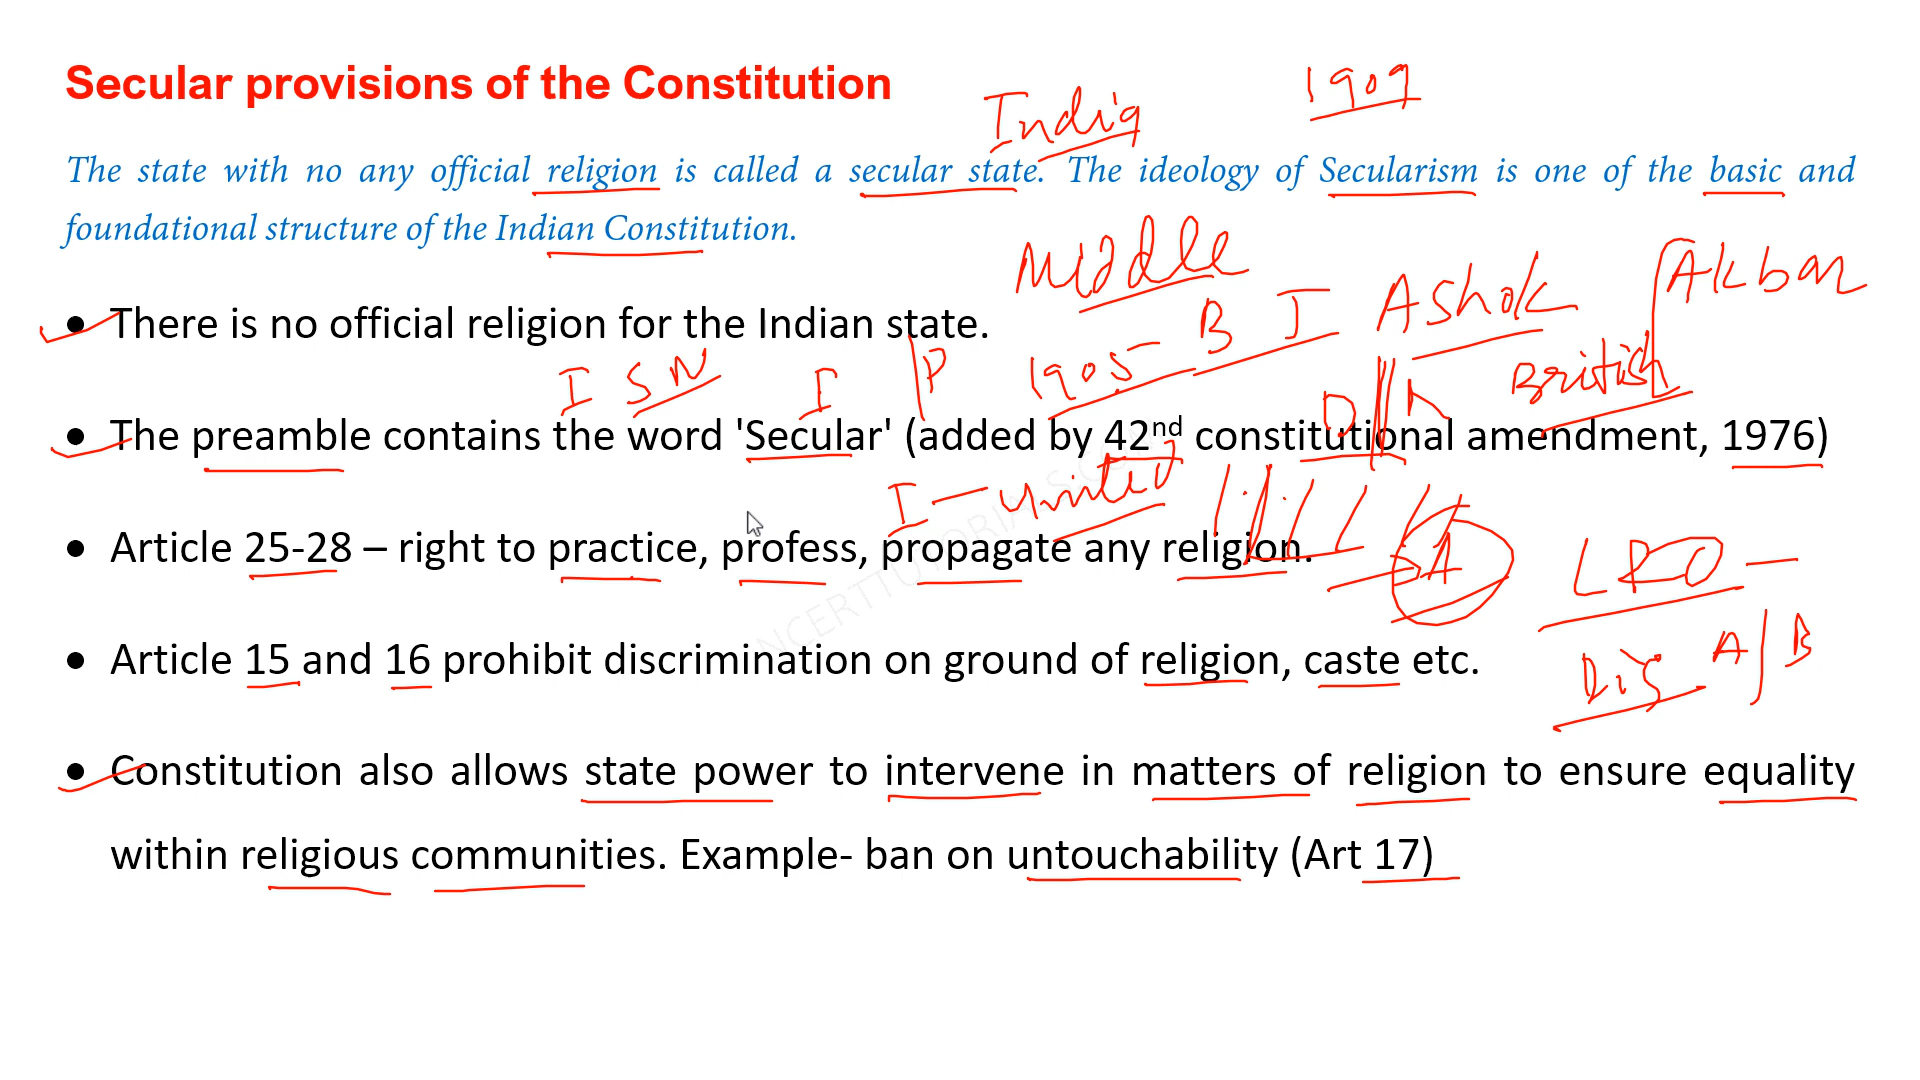 Secular provisions of the Constitution
1909
India
The state with no any official religion is called a secular state. The ideology of Secularism is one of the basic and
foundational structure of the Indian Constitution.
Middle
Akbar
B I Ashok
• There is no official religion for the Indian state.
I S N I P 1905 British
• The preamble contains the word 'Secular' (added by 42nd constitutional amendment, 1976)
I - United
• Article 25-28 – right to practice, profess, propagate any religion.
A
• Article 15 and 16 prohibit discrimination on ground of religion, caste etc.
A B
• Constitution also allows state power to intervene in matters of religion to ensure equality
within religious communities. Example- ban on untouchability (Art 17)